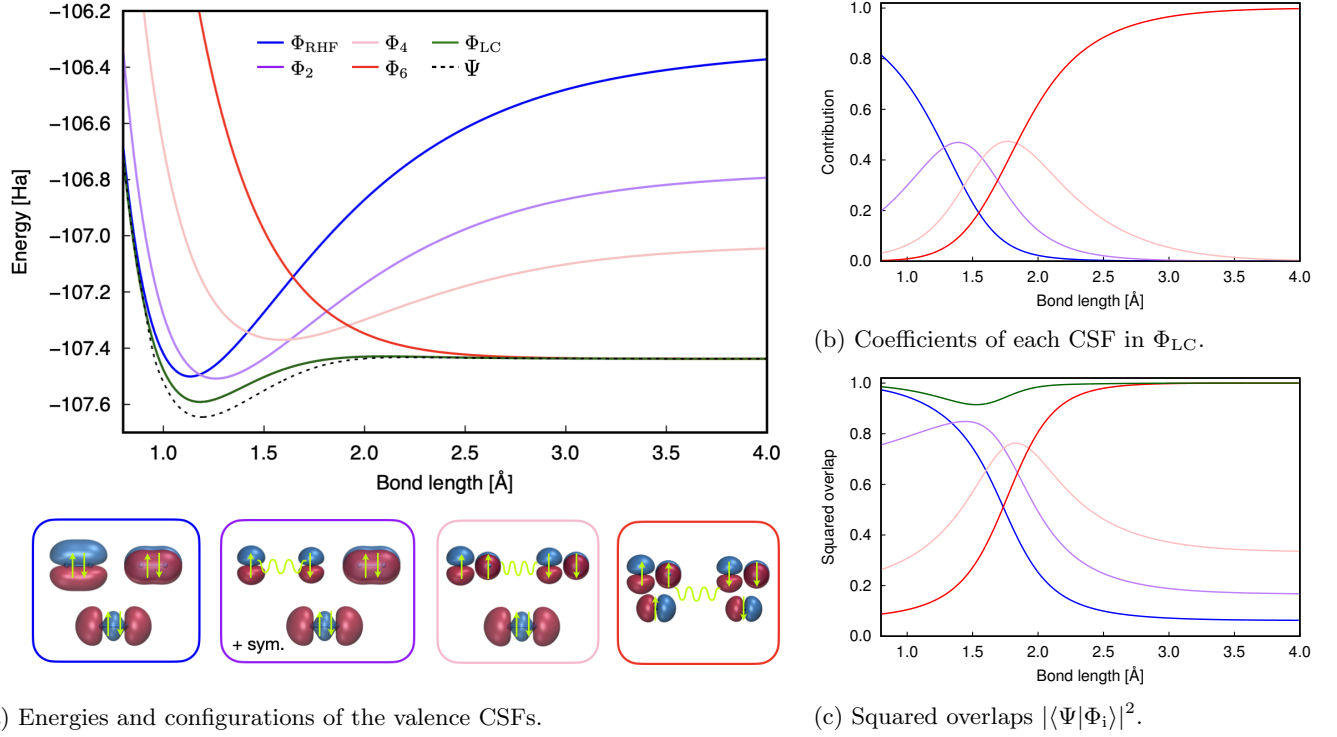 −106.2
−106.4
−106.6
−106.8
−107.0
−107.2
−107.4
−107.6
Energy [Ha]
Φ_RHF Φ_4 Φ_LC
Φ_2 Φ_6 Ψ
1.0 1.5 2.0 2.5 3.0 3.5 4.0
Bond length [Å]
+ sym.
) Energies and configurations of the valence CSFs.
1.0
0.8
0.6
0.4
0.2
0.0
Contribution
1.0 1.5 2.0 2.5 3.0 3.5 4.0
Bond length [Å]
(b) Coefficients of each CSF in Φ_LC.
1.0
0.8
0.6
0.4
0.2
0.0
Squared overlap
1.0 1.5 2.0 2.5 3.0 3.5 4.0
Bond length [Å]
(c) Squared overlaps |⟨Ψ|Φ_i⟩|².